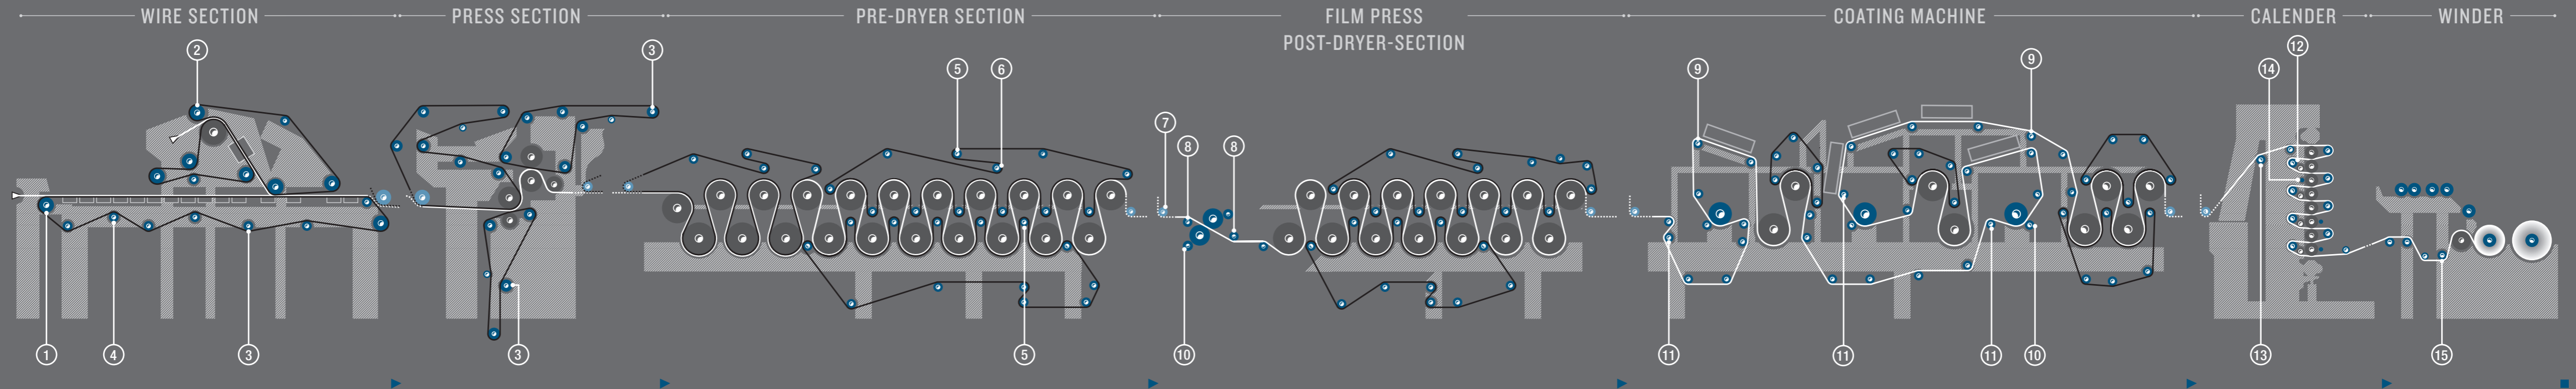 WIRE SECTION
PRESS SECTION
PRE-DRYER SECTION
FILM PRESS
POST-DRYER-SECTION
COATING MACHINE
CALENDER
WINDER
2
3
5
6
7
8
8
9
9
12
14
1
4
3
3
5
10
11
11
11
10
13
15